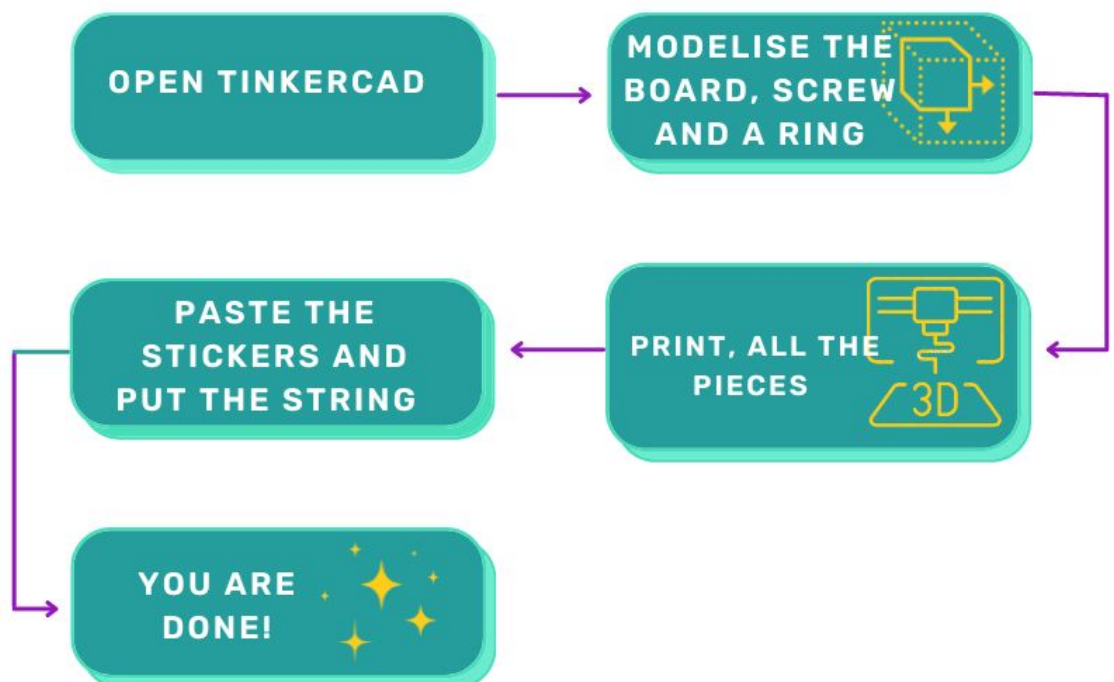 OPEN TINKERCAD
MODELISE THE
BOARD, SCREW
AND A RING
PRINT, ALL THE
PIECES
3D
PASTE THE
STICKERS AND
PUT THE STRING
YOU ARE
DONE!